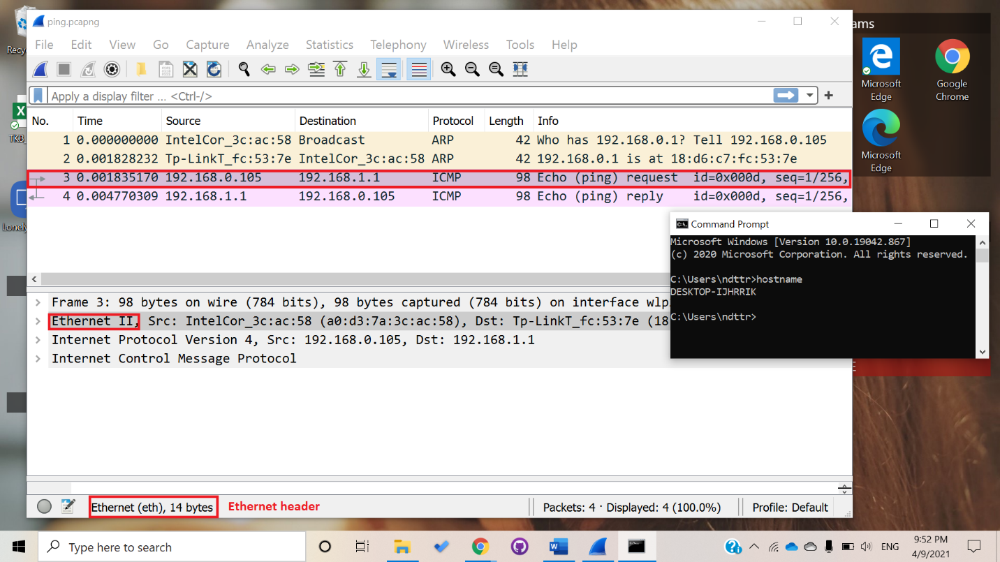 ping.pcapng
File Edit View Go Capture Analyze Statistics Telephony Wireless Tools Help
Apply a display filter ... <Ctrl-/>
No. Time Source Destination Protocol Length Info
1 0.000000000 IntelCor_3c:ac:58 Broadcast ARP 42 Who has 192.168.0.1? Tell 192.168.0.105
2 0.001828232 Tp-LinkT_fc:53:7e IntelCor_3c:ac:58 ARP 42 192.168.0.1 is at 18:d6:c7:fc:53:7e
3 0.001835170 192.168.0.105 192.168.1.1 ICMP 98 Echo (ping) request id=0x000d, seq=1/256,
4 0.004770309 192.168.1.1 192.168.0.105 ICMP 98 Echo (ping) reply id=0x000d, seq=1/256,
Frame 3: 98 bytes on wire (784 bits), 98 bytes captured (784 bits) on interface wlp
Ethernet II, Src: IntelCor_3c:ac:58 (a0:d3:7a:3c:ac:58), Dst: Tp-LinkT_fc:53:7e (18
Internet Protocol Version 4, Src: 192.168.0.105, Dst: 192.168.1.1
Internet Control Message Protocol
Ethernet (eth), 14 bytes
Ethernet header
Packets: 4 · Displayed: 4 (100.0%)
Profile: Default
Command Prompt
Microsoft Windows [Version 10.0.19042.867]
(c) 2020 Microsoft Corporation. All rights reserved.
C:\Users\ndttr>hostname
DESKTOP-IJHRRIK
C:\Users\ndttr>
ams
Microsoft
Edge
Google
Chrome
Microsoft
Edge
Recyc
TKB_
Lonely
Type here to search
ENG
9:52 PM
4/9/2021